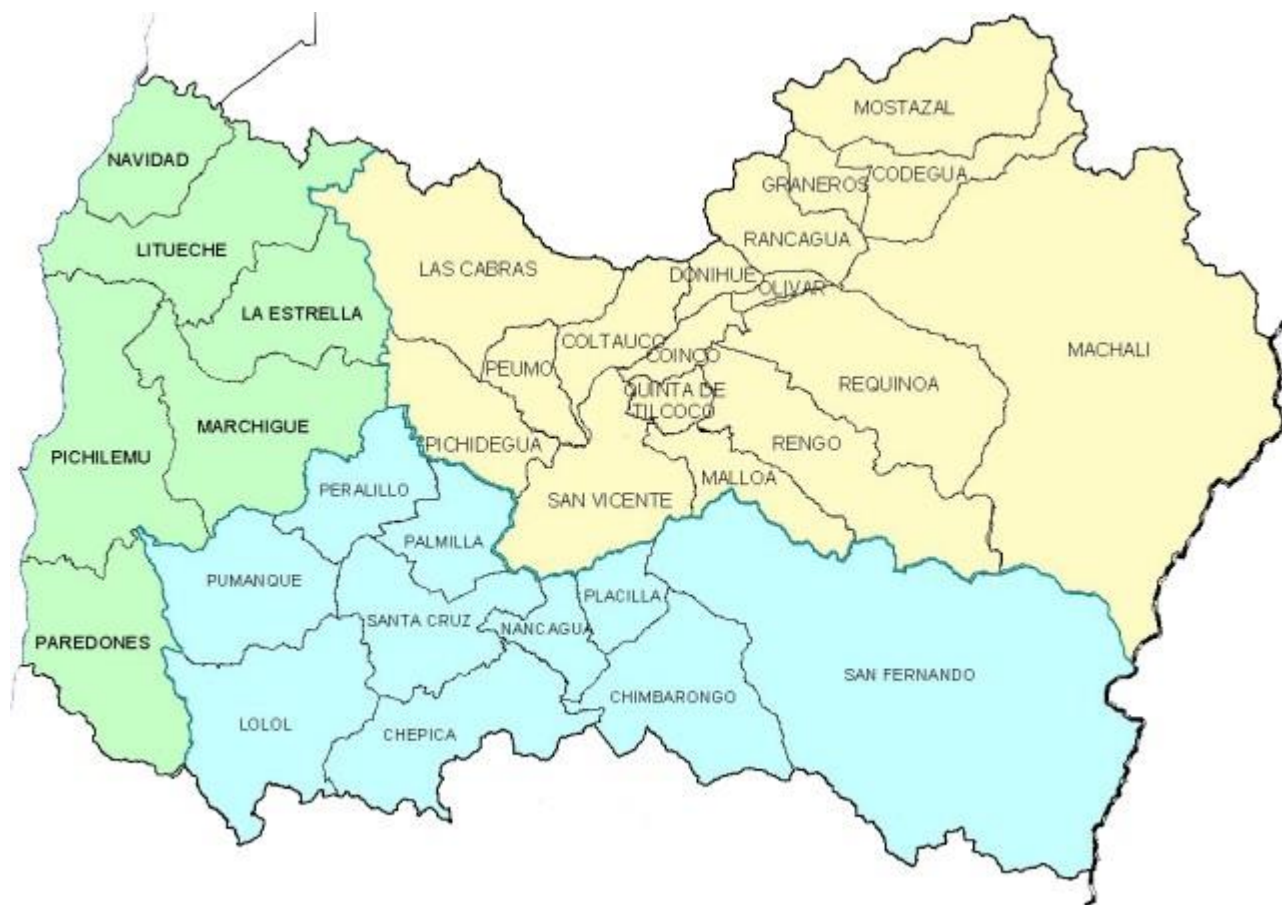 MOSTAZAL
NAVIDAD
7CODEGUA
GRANEROS
RANCAGUA
LITUECHE
LAS CABRAS
DONIHUE
OLIVAR
LA ESTRELLA
COLTAUCO
MACHALI
COINCO
PEUMO
REQUINOA
QUINTA DE
TILCOCO
MARCHIGUE
PICHIDEGUA
RENGO
PICHILEMU
MALLOA
PERALILLO
SAN VICENTE
PALMILLA
PUMANQUE
PLACILLA
SANTA CRUZ
NANCAGUA
PAREDONES
SAN FERNANDO
CHIMBARONGO
LOLOL
CHEPICA